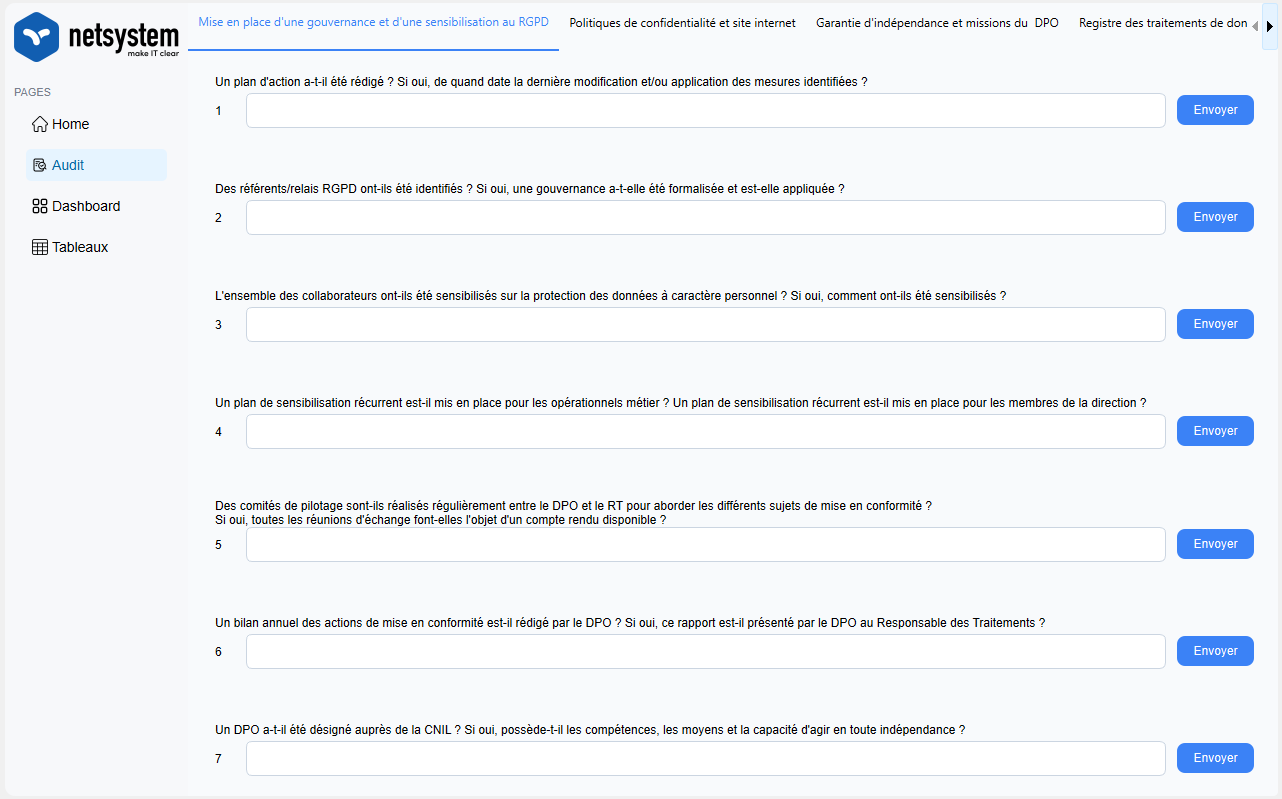 netsystem
make IT clear
Mise en place d'une gouvernance et d'une sensibilisation au RGPD
Politiques de confidentialité et site internet
Garantie d'indépendance et missions du DPO
Registre des traitements de don
PAGES
Home
Audit
Dashboard
Tableaux
Un plan d'action a-t-il été rédigé ? Si oui, de quand date la dernière modification et/ou application des mesures identifiées ?
1
Envoyer
Des référents/relais RGPD ont-ils été identifiés ? Si oui, une gouvernance a-t-elle été formalisée et est-elle appliquée ?
2
Envoyer
L'ensemble des collaborateurs ont-ils été sensibilisés sur la protection des données à caractère personnel ? Si oui, comment ont-ils été sensibilisés ?
3
Envoyer
Un plan de sensibilisation récurrent est-il mis en place pour les opérationnels métier ? Un plan de sensibilisation récurrent est-il mis en place pour les membres de la direction ?
4
Envoyer
Des comités de pilotage sont-ils réalisés régulièrement entre le DPO et le RT pour aborder les différents sujets de mise en conformité ?
Si oui, toutes les réunions d'échange font-elles l'objet d'un compte rendu disponible ?
5
Envoyer
Un bilan annuel des actions de mise en conformité est-il rédigé par le DPO ? Si oui, ce rapport est-il présenté par le DPO au Responsable des Traitements ?
6
Envoyer
Un DPO a-t-il été désigné auprès de la CNIL ? Si oui, possède-t-il les compétences, les moyens et la capacité d'agir en toute indépendance ?
7
Envoyer